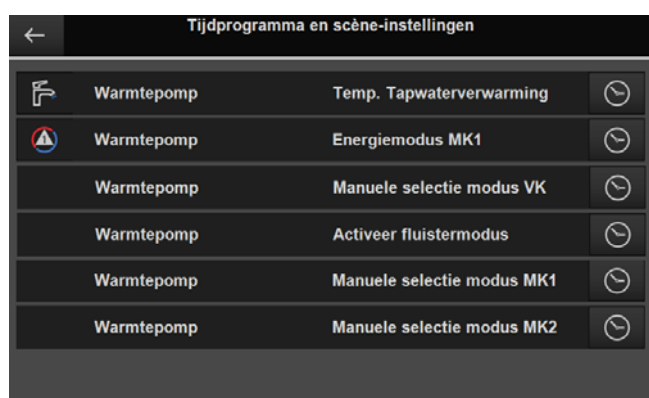 Tijdprogramma en scène-instellingen
Warmtepomp Temp. Tapwaterverwarming
Warmtepomp Energiemodus MK1
Warmtepomp Manuele selectie modus VK
Warmtepomp Activeer fluistermodus
Warmtepomp Manuele selectie modus MK1
Warmtepomp Manuele selectie modus MK2